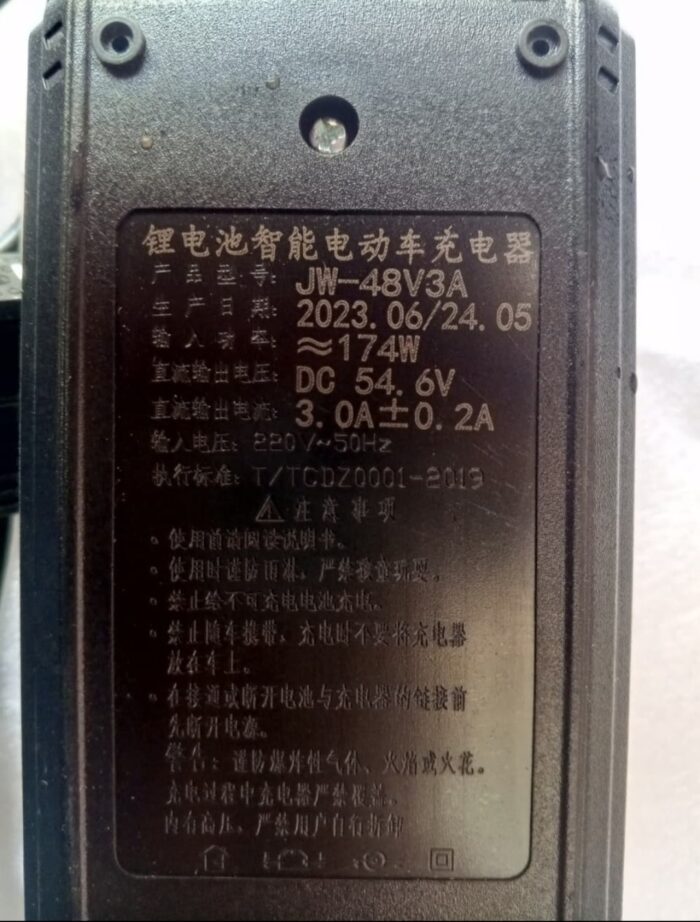 锂电池智能电动车充电器
产品型号: JW-48V3A
生产日期: 2023.06/24.05
输入功率: ≈174W
直流输出电压: DC 54.6V
直流输出电流: 3.0A±0.2A
输入电压: 220V~50Hz
执行标准: T/TCDZ0001-2019
注意事项
• 使用前请阅读说明书。
• 使用时谨防雨淋, 严禁孩童玩耍。
• 禁止给不可充电电池充电。
• 禁止随车携带, 充电时不要将充电器
放在车上。
• 在接通或断开电池与充电器的链接前
先断开电源。
警告: 谨防爆炸性气体、火焰或火花。
充电过程中充电器严禁覆盖。
内有高压, 严禁用户自行拆卸